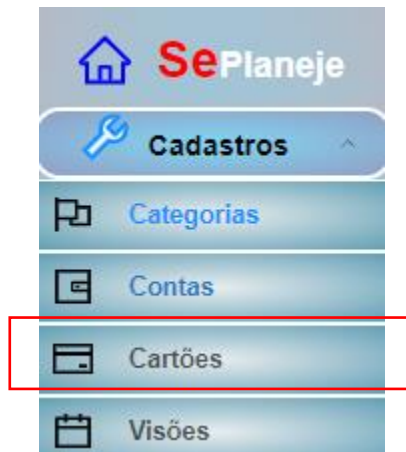 SePlaneje
Cadastros
Categorias
Contas
Cartões
Visões